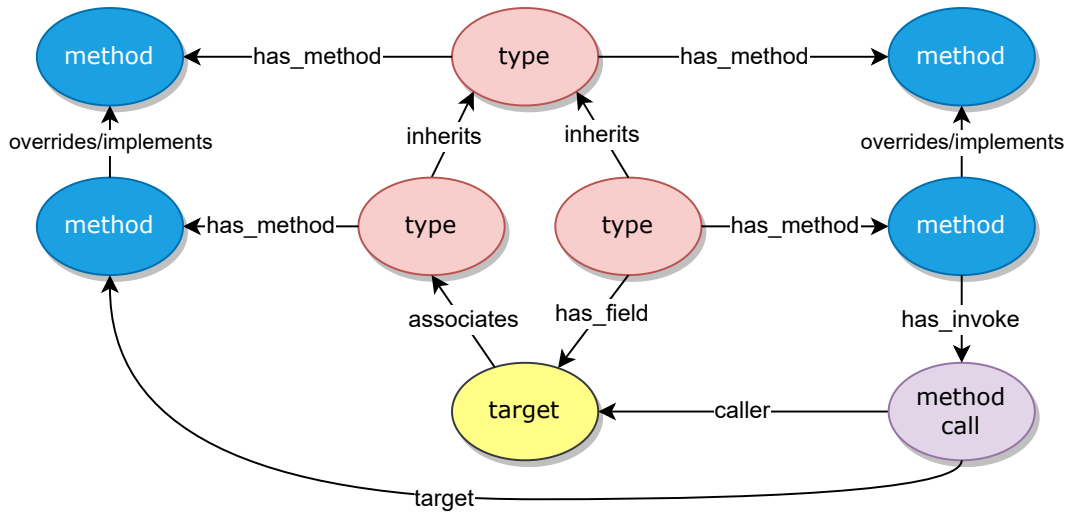 method
has_method
type
has_method
method
overrides/implements
inherits
inherits
overrides/implements
method
has_method
type
type
has_method
method
associates
has_field
has_invoke
target
caller
method
call
target